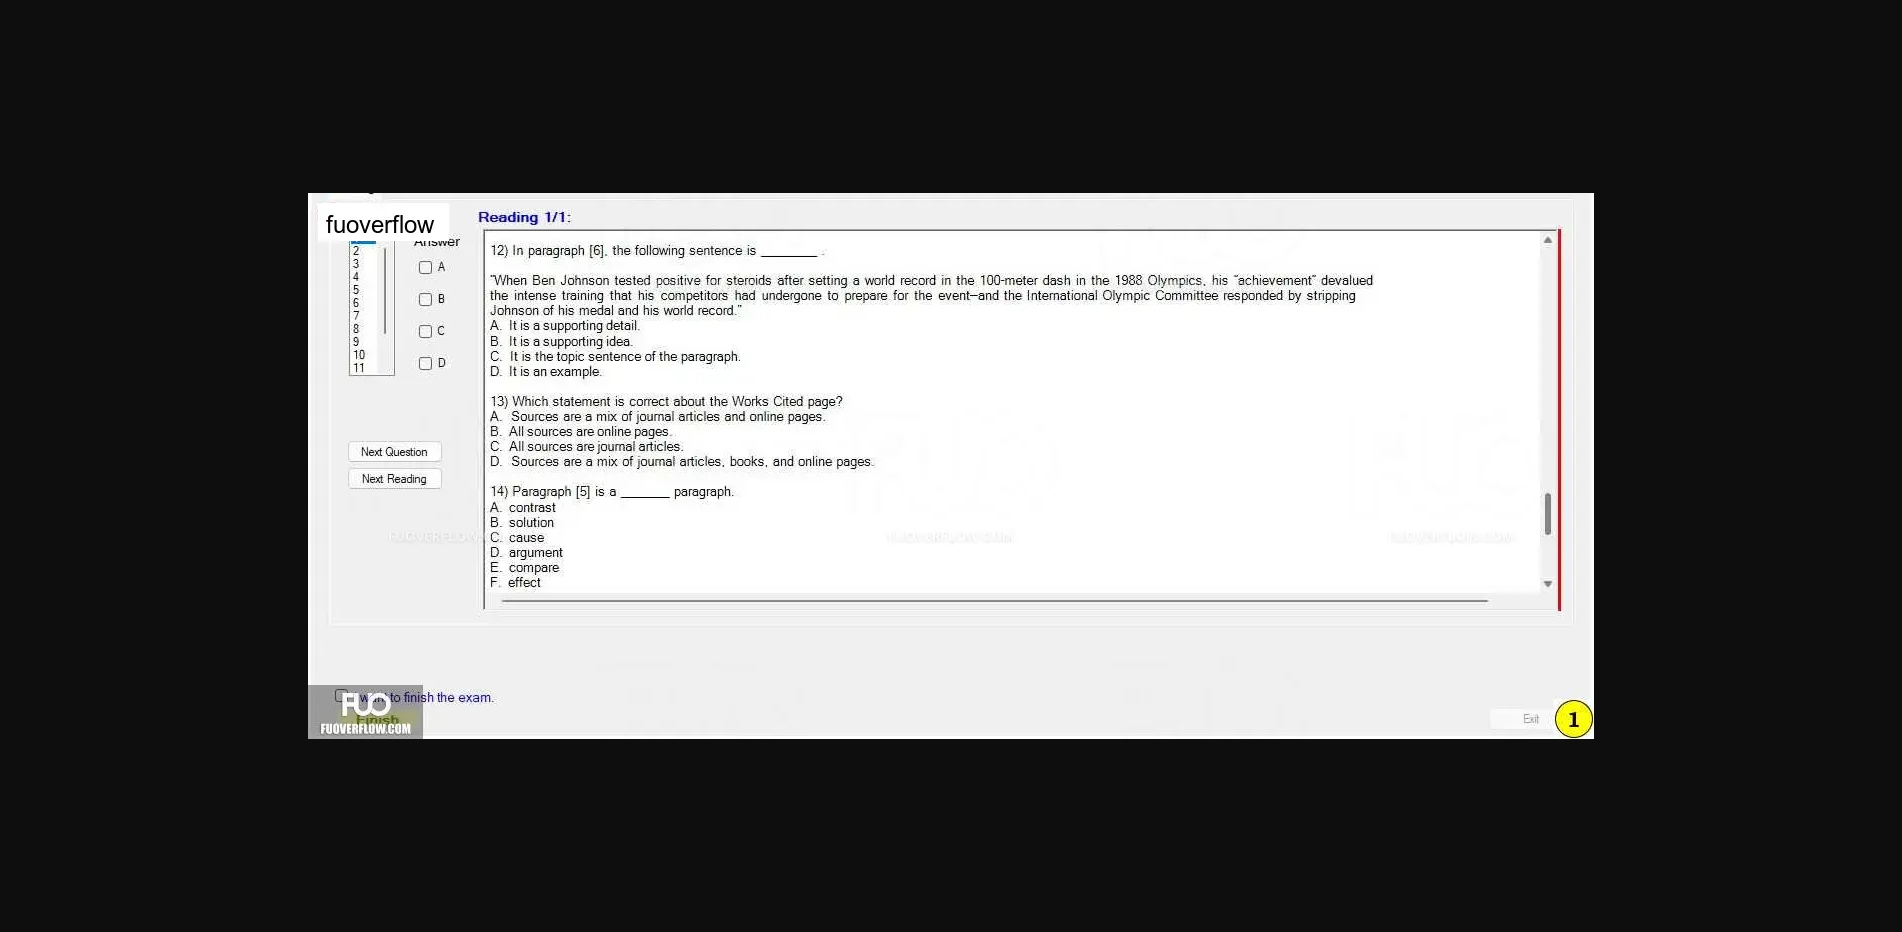 fuoverflow
Reading 1/1:
Answer
2
3
4
5
6
7
8
9
10
11
A
B
C
D
Next Question
Next Reading
12) In paragraph [6], the following sentence is ______ .
"When Ben Johnson tested positive for steroids after setting a world record in the 100-meter dash in the 1988 Olympics, his "achievement" devalued
the intense training that his competitors had undergone to prepare for the event—and the International Olympic Committee responded by stripping
Johnson of his medal and his world record."
A. It is a supporting detail.
B. It is a supporting idea.
C. It is the topic sentence of the paragraph.
D. It is an example.
13) Which statement is correct about the Works Cited page?
A. Sources are a mix of journal articles and online pages.
B. All sources are online pages.
C. All sources are journal articles.
D. Sources are a mix of journal articles, books, and online pages.
14) Paragraph [5] is a ______ paragraph.
A. contrast
B. solution
C. cause
D. argument
E. compare
F. effect
I want to finish the exam.
Finish
FUO
FUOVERFLOW.COM
Exit
1